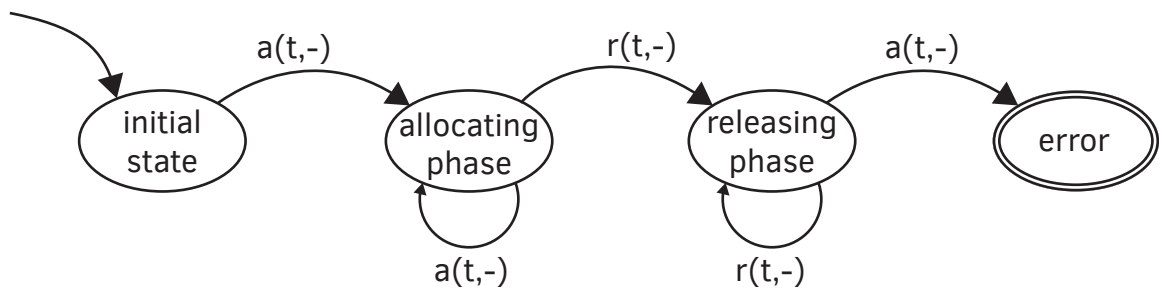 a(t,-)
r(t,-)
a(t,-)
initial
state
allocating
phase
releasing
phase
error
a(t,-)
r(t,-)